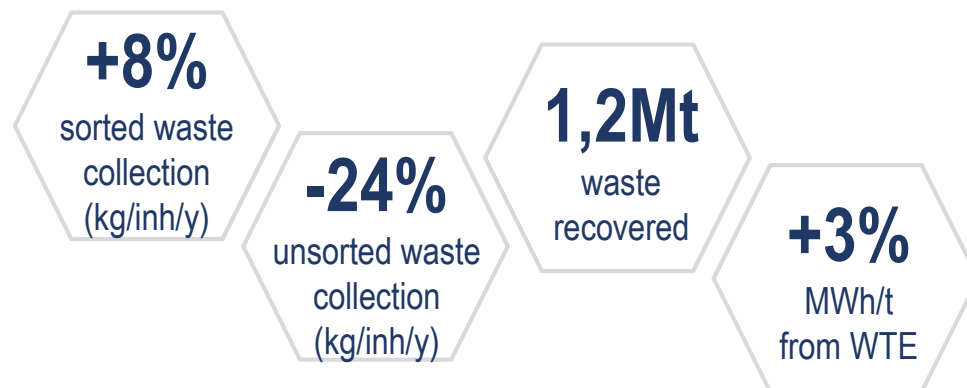 +8%
sorted waste
collection
(kg/inh/y)
-24%
unsorted waste
collection
(kg/inh/y)
1,2Mt
waste
recovered
+3%
MWh/t
from WTE